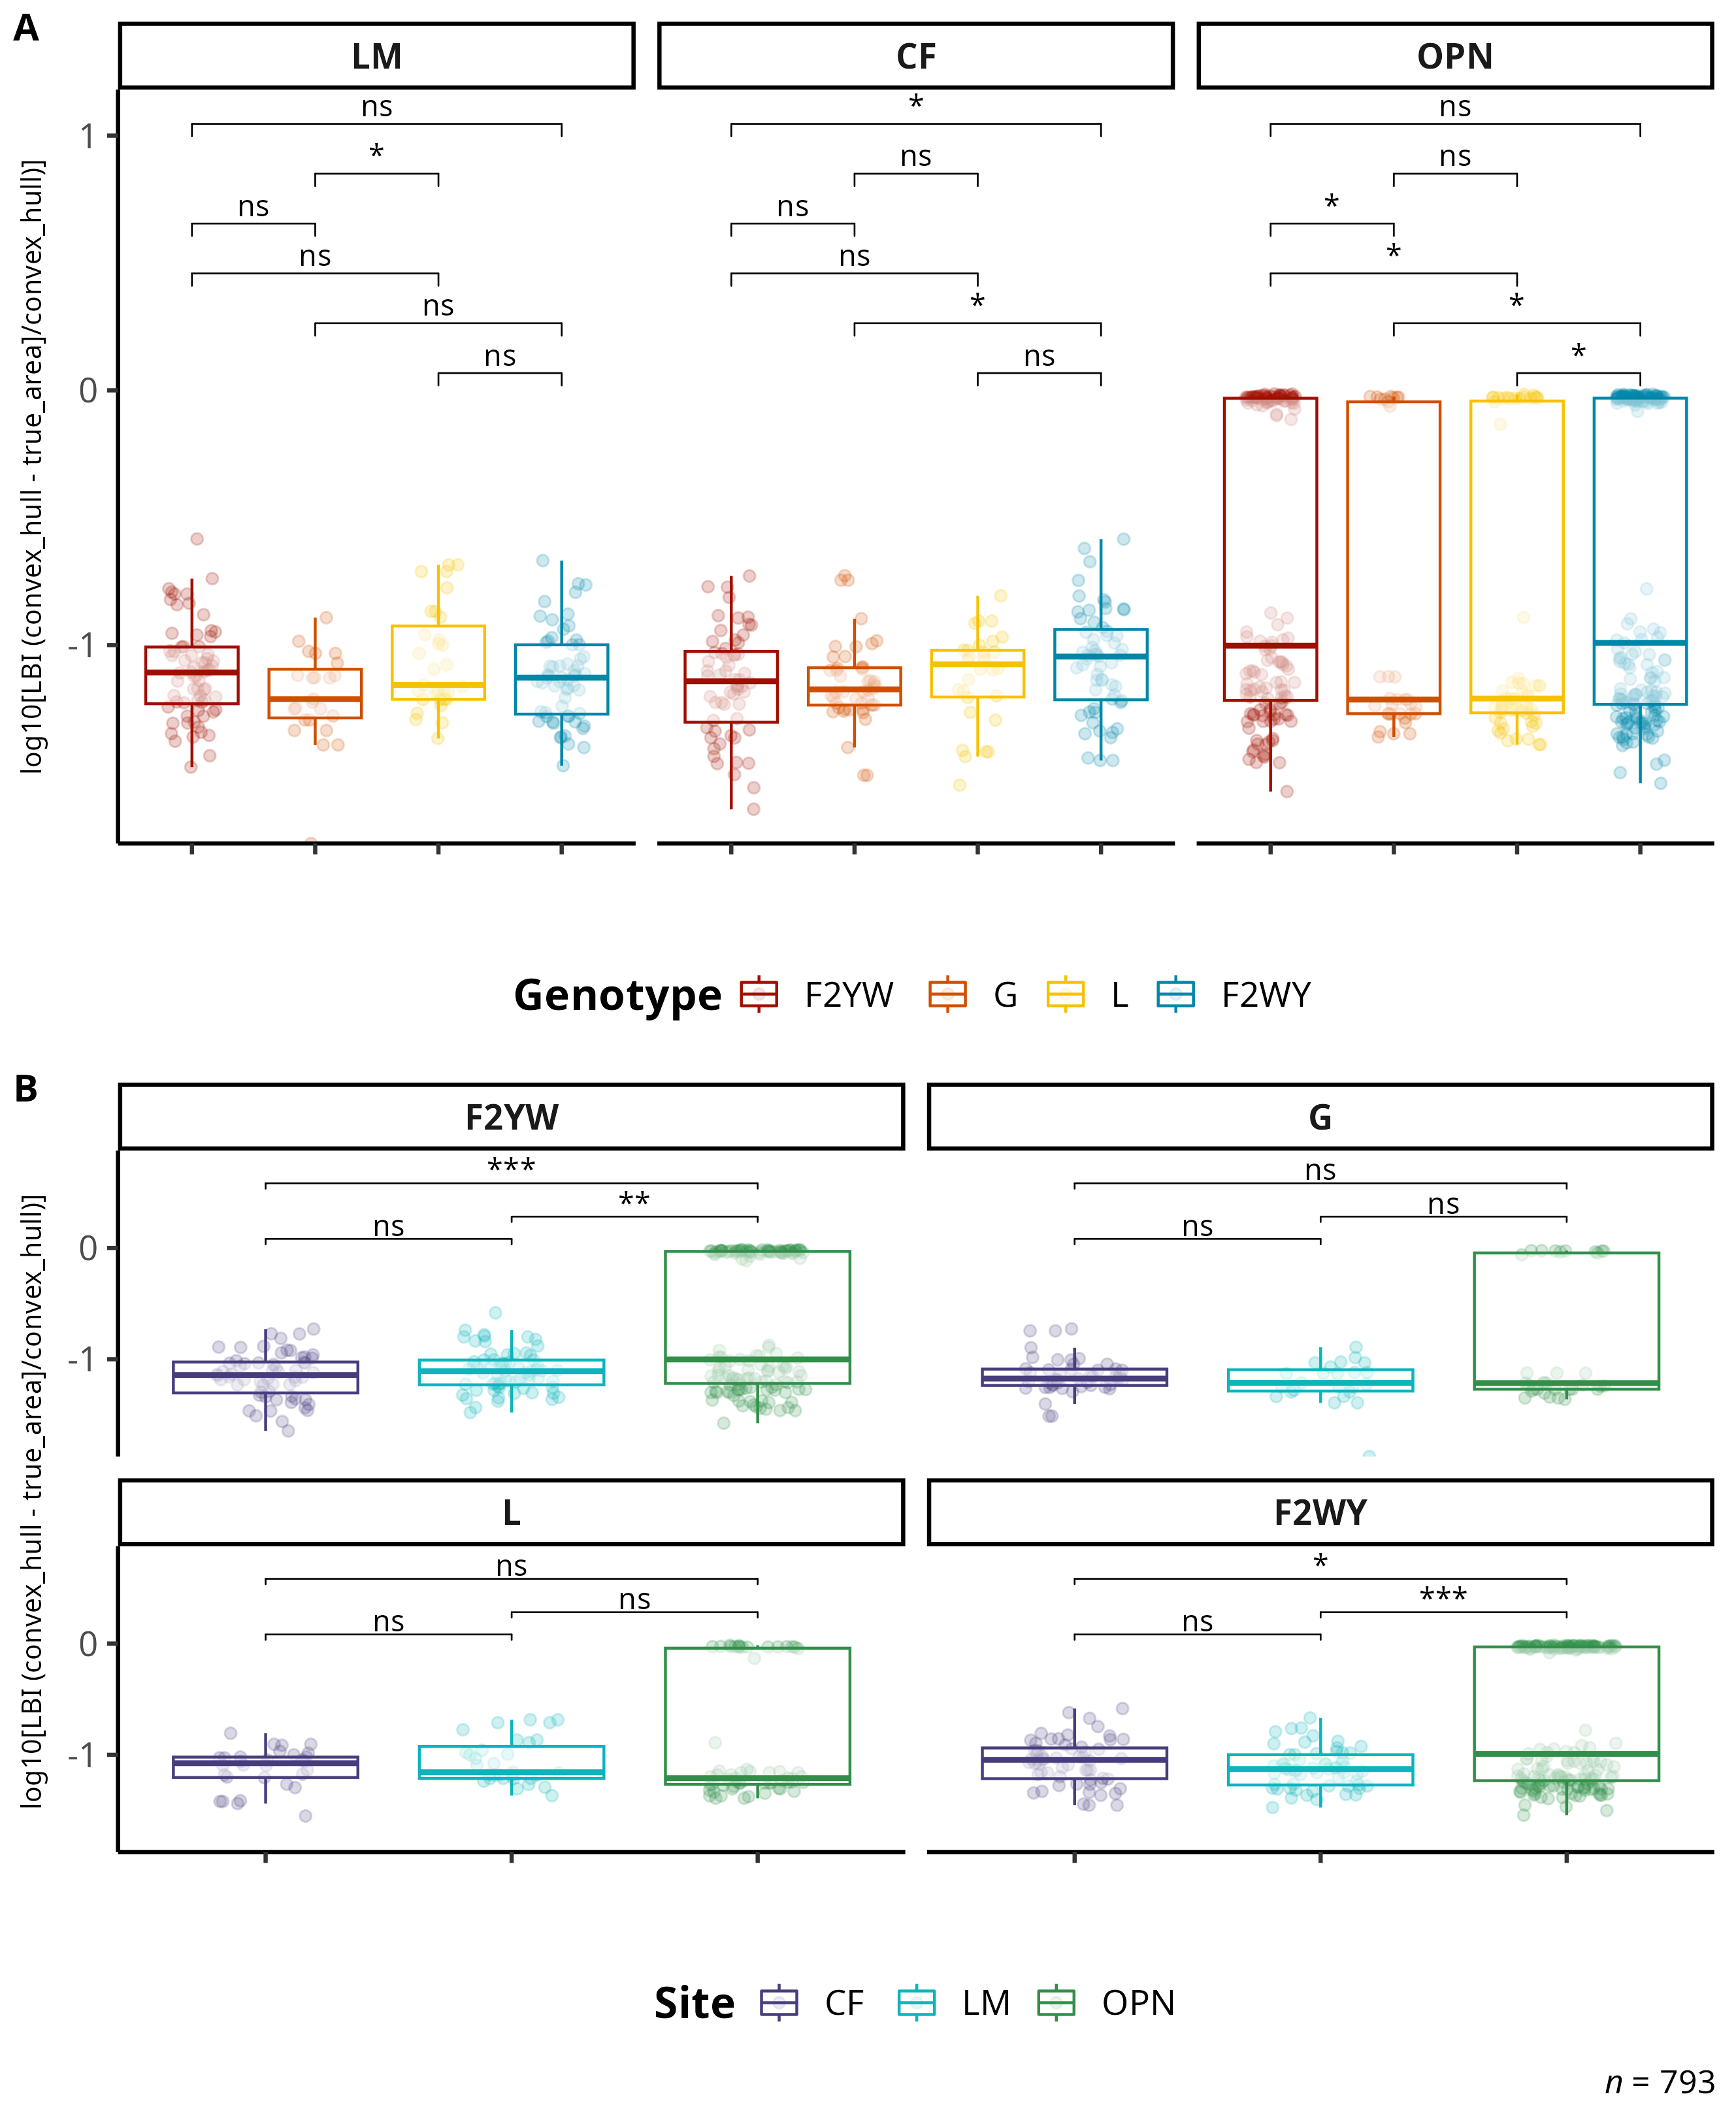 A
LM CF OPN
ns * ns
* ns ns
ns ns *
ns ns *
ns * *
ns ns *
1
0
-1
log10[LBI (convex_hull - true_area]/convex_hull)]
Genotype F2YW G L F2WY
B
F2YW G
*** ns
** ns
ns ns
0
-1
log10[LBI (convex_hull - true_area]/convex_hull)]
L F2WY
ns *
ns ***
ns ns
0
-1
Site CF LM OPN
n = 793